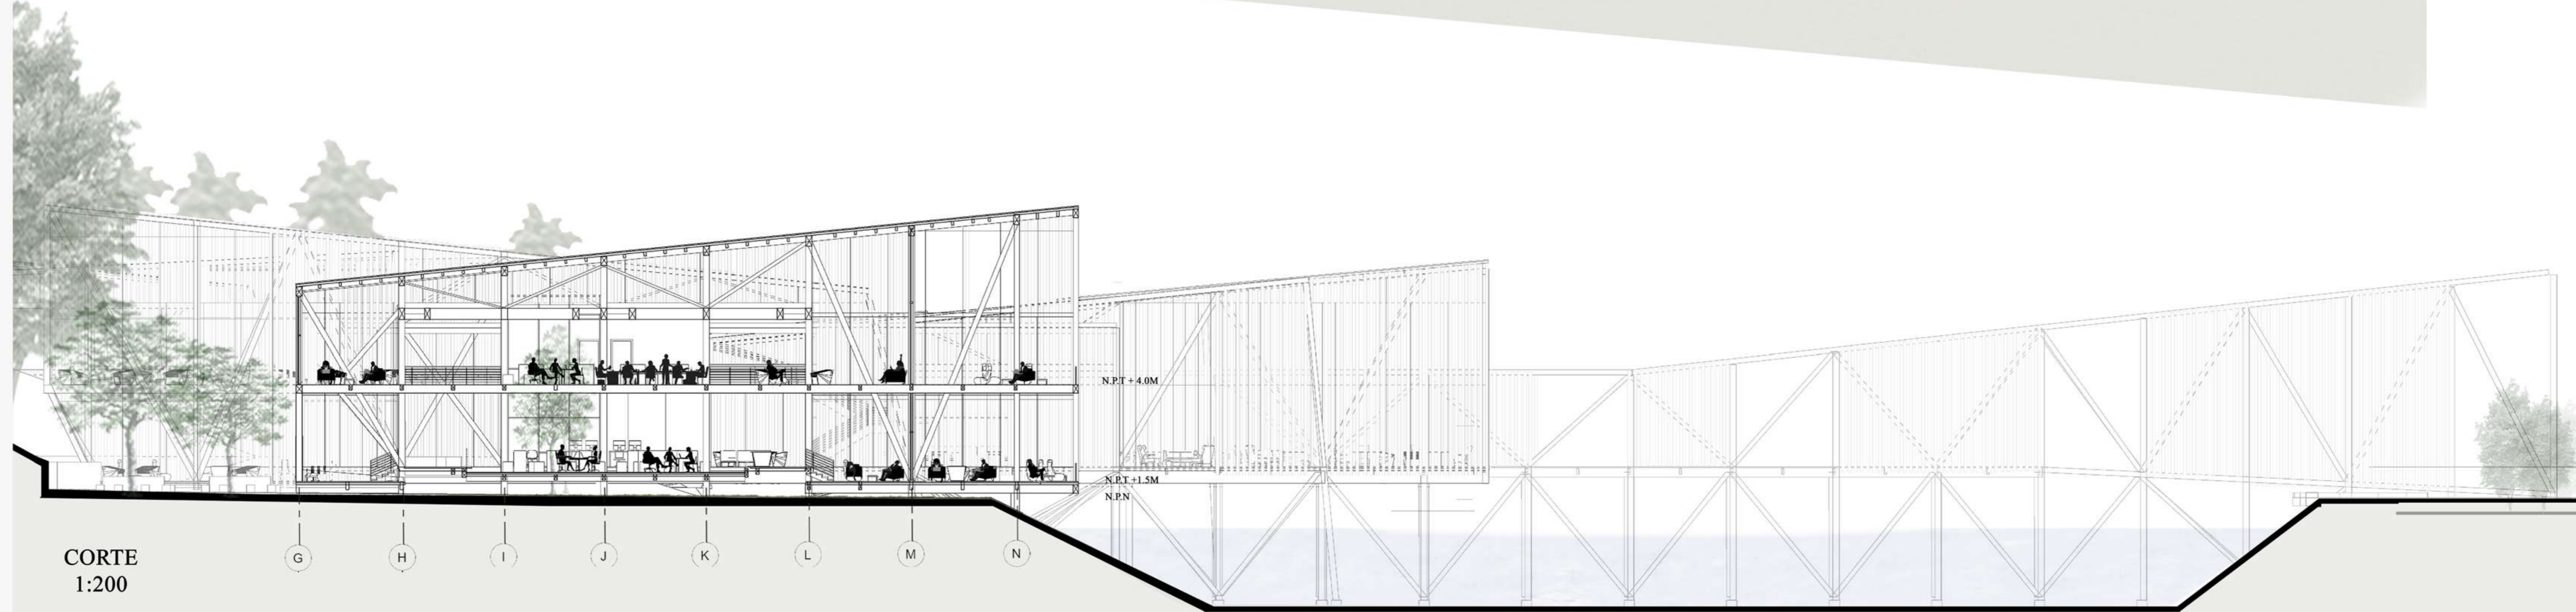 N.P.T + 4.0M
N.P.T +1.5M
N.P.N
G H I J K L M N
CORTE
1:200